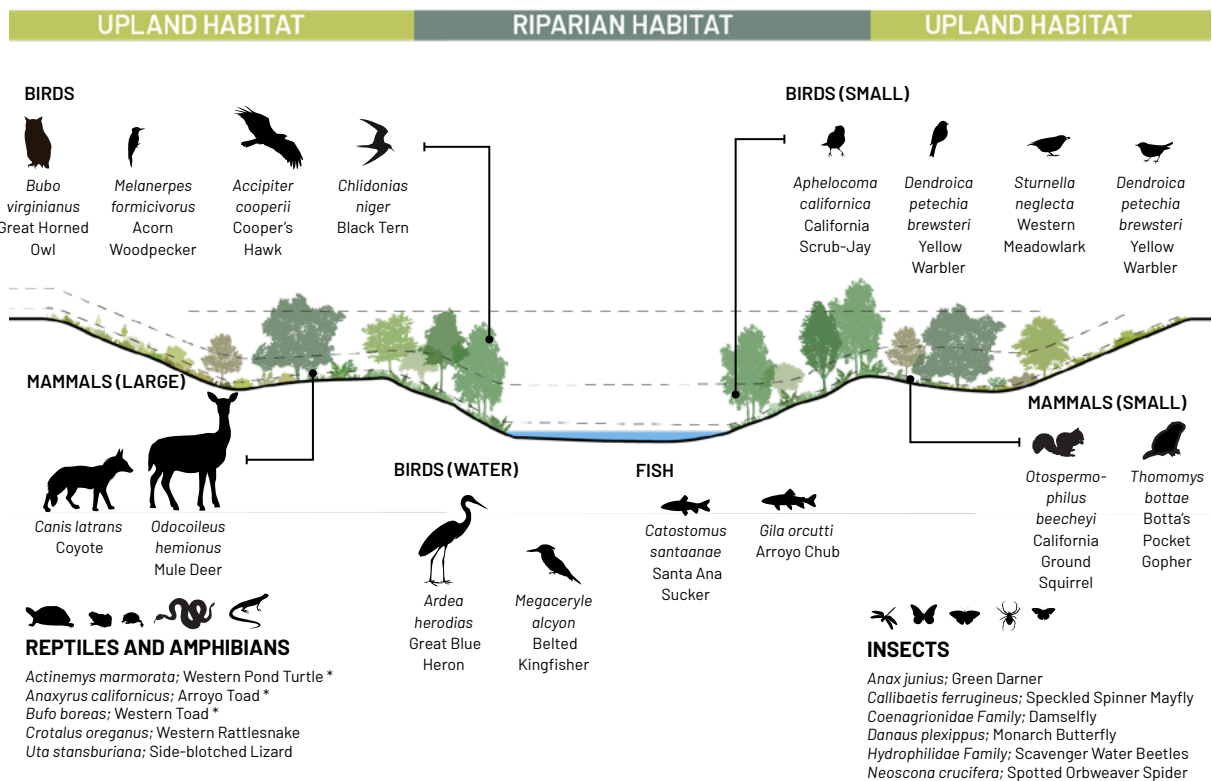 UPLAND HABITAT
RIPARIAN HABITAT
UPLAND HABITAT
BIRDS
Bubo
virginianus
Great Horned
Owl
Melanerpes
formicivorus
Acorn
Woodpecker
Accipiter
cooperii
Cooper's
Hawk
Chlidonias
niger
Black Tern
BIRDS (SMALL)
Aphelocoma
californica
California
Scrub-Jay
Dendroica
petechia
brewsteri
Yellow
Warbler
Sturnella
neglecta
Western
Meadowlark
Dendroica
petechia
brewsteri
Yellow
Warbler
MAMMALS (LARGE)
Canis latrans
Coyote
Odocoileus
hemionus
Mule Deer
BIRDS (WATER)
Ardea
herodias
Great Blue
Heron
Megaceryle
alcyon
Belted
Kingfisher
FISH
Catostomus
santaanae
Santa Ana
Sucker
Gila orcutti
Arroyo Chub
MAMMALS (SMALL)
Otospermo-
philus
beecheyi
California
Ground
Squirrel
Thomomys
bottae
Botta's
Pocket
Gopher
REPTILES AND AMPHIBIANS
Actinemys marmorata; Western Pond Turtle *
Anaxyrus californicus; Arroyo Toad *
Bufo boreas; Western Toad *
Crotalus oreganus; Western Rattlesnake
Uta stansburiana; Side-blotched Lizard
INSECTS
Anax junius; Green Darner
Callibaetis ferrugineus; Speckled Spinner Mayfly
Coenagrionidae Family; Damselfly
Danaus plexippus; Monarch Butterfly
Hydrophilidae Family; Scavenger Water Beetles
Neoscona crucifera; Spotted Orbweaver Spider